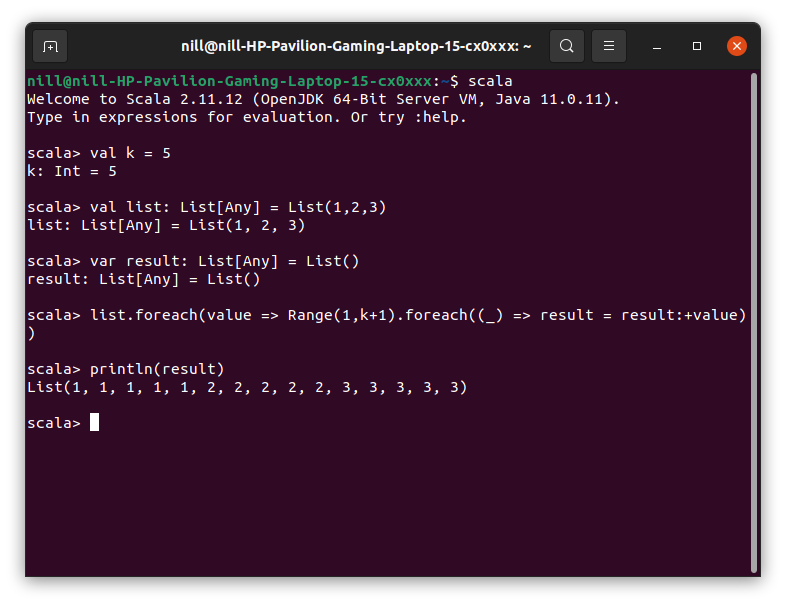 nill@nill-HP-Pavilion-Gaming-Laptop-15-cx0xxx: ~
nill@nill-HP-Pavilion-Gaming-Laptop-15-cx0xxx:~$ scala
Welcome to Scala 2.11.12 (OpenJDK 64-Bit Server VM, Java 11.0.11).
Type in expressions for evaluation. Or try :help.
scala> val k = 5
k: Int = 5
scala> val list: List[Any] = List(1,2,3)
list: List[Any] = List(1, 2, 3)
scala> var result: List[Any] = List()
result: List[Any] = List()
scala> list.foreach(value => Range(1,k+1).foreach((_) => result = result:+value)
)
scala> println(result)
List(1, 1, 1, 1, 1, 2, 2, 2, 2, 2, 3, 3, 3, 3, 3)
scala>